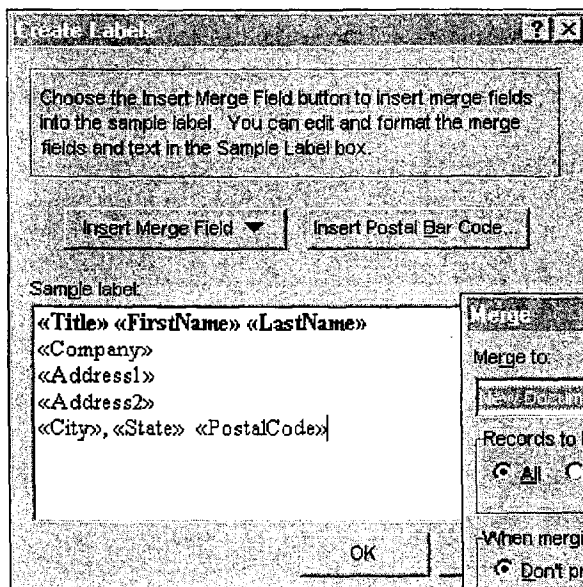 Create Labels
Choose the Insert Merge Field button to insert merge fields
into the sample label. You can edit and format the merge
fields and text in the Sample Label box.
Insert Merge Field Insert Postal Bar Code...
Sample label:
«Title» «FirstName» «LastName»
«Company»
«Address1»
«Address2»
«City», «State» «PostalCode»
OK
Merge
Merge to:
New Docum
Records to
All
When mergi
Don't pr